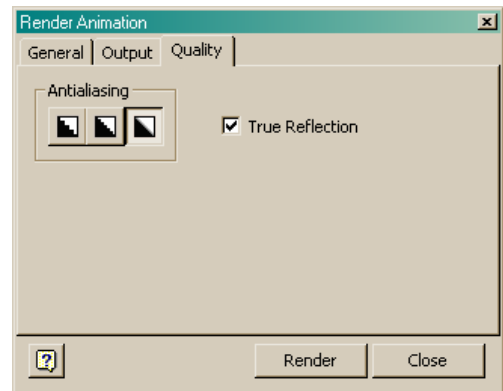 Render Animation
General Output Quality
Antialiasing
True Reflection
?
Render Close